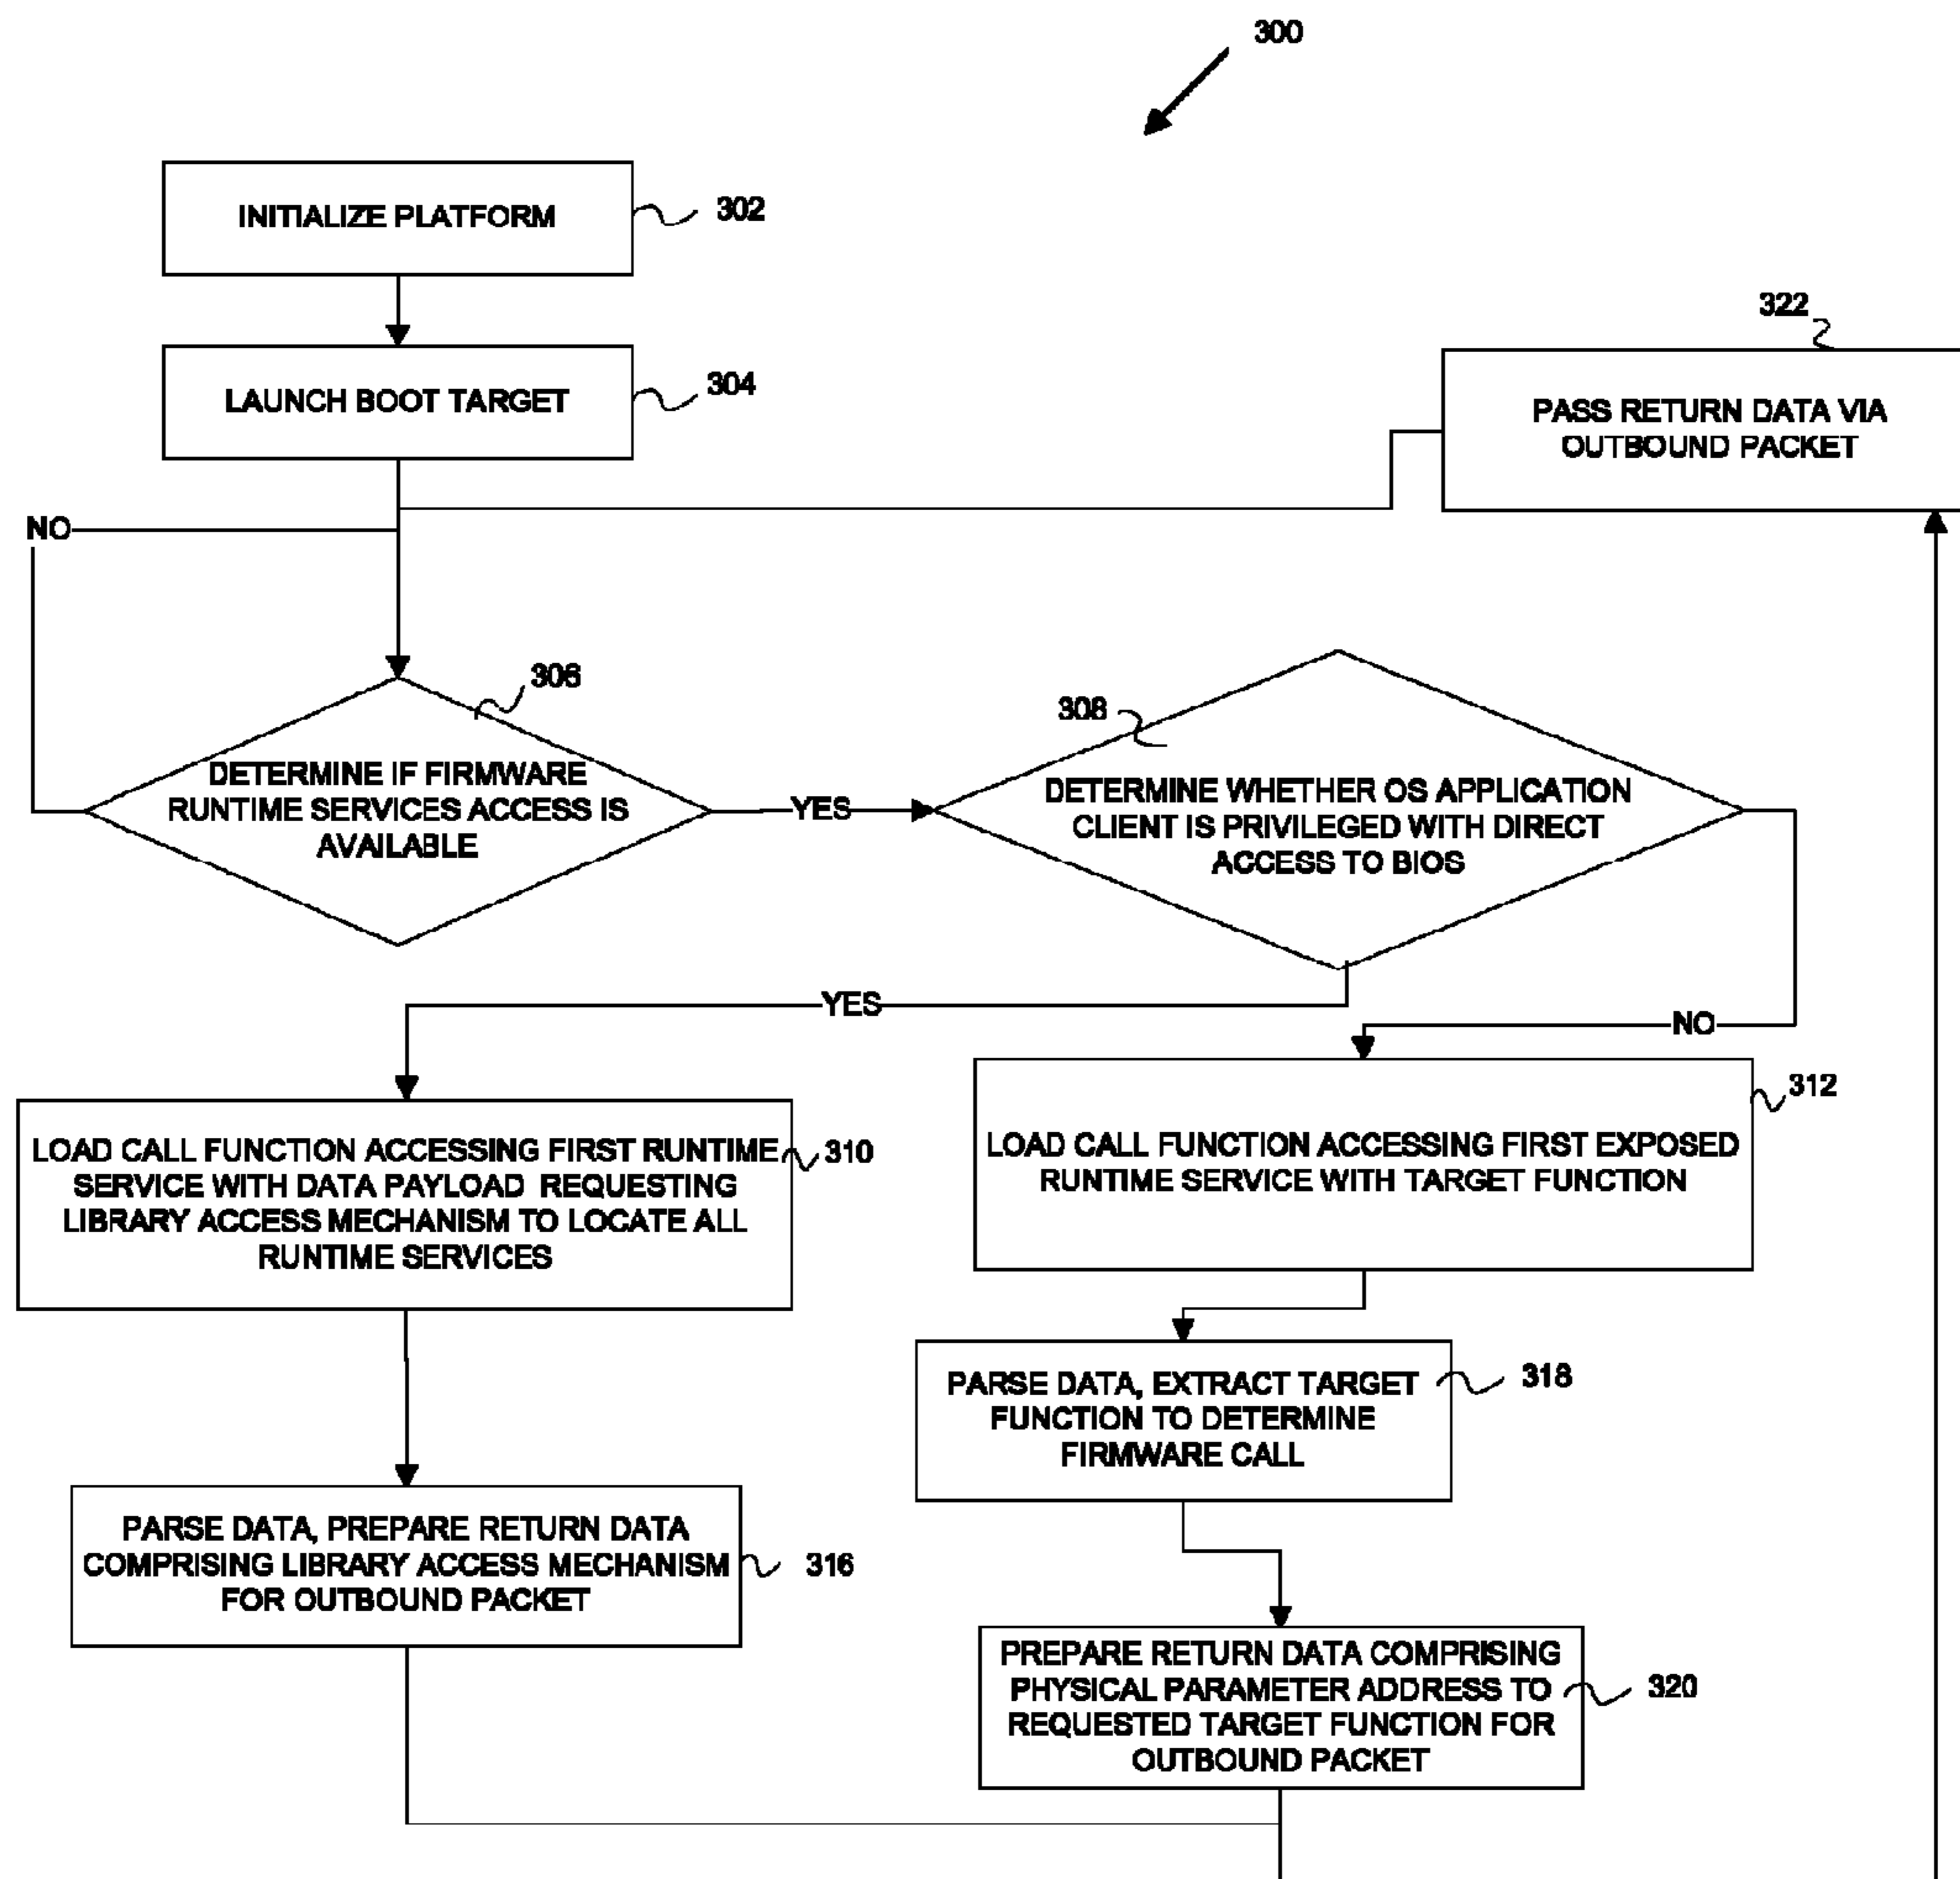 300
INITIALIZE PLATFORM
302
LAUNCH BOOT TARGET
304
322
PASS RETURN DATA VIA
OUTBOUND PACKET
NO
306
DETERMINE IF FIRMWARE
RUNTIME SERVICES ACCESS IS
AVAILABLE
YES
308
DETERMINE WHETHER OS APPLICATION
CLIENT IS PRIVILEGED WITH DIRECT
ACCESS TO BIOS
YES
NO
LOAD CALL FUNCTION ACCESSING FIRST RUNTIME
SERVICE WITH DATA PAYLOAD REQUESTING
LIBRARY ACCESS MECHANISM TO LOCATE ALL
RUNTIME SERVICES
310
312
LOAD CALL FUNCTION ACCESSING FIRST EXPOSED
RUNTIME SERVICE WITH TARGET FUNCTION
PARSE DATA, EXTRACT TARGET
FUNCTION TO DETERMINE
FIRMWARE CALL
318
PARSE DATA, PREPARE RETURN DATA
COMPRISING LIBRARY ACCESS MECHANISM
FOR OUTBOUND PACKET
316
PREPARE RETURN DATA COMPRISING
PHYSICAL PARAMETER ADDRESS TO
REQUESTED TARGET FUNCTION FOR
OUTBOUND PACKET
320